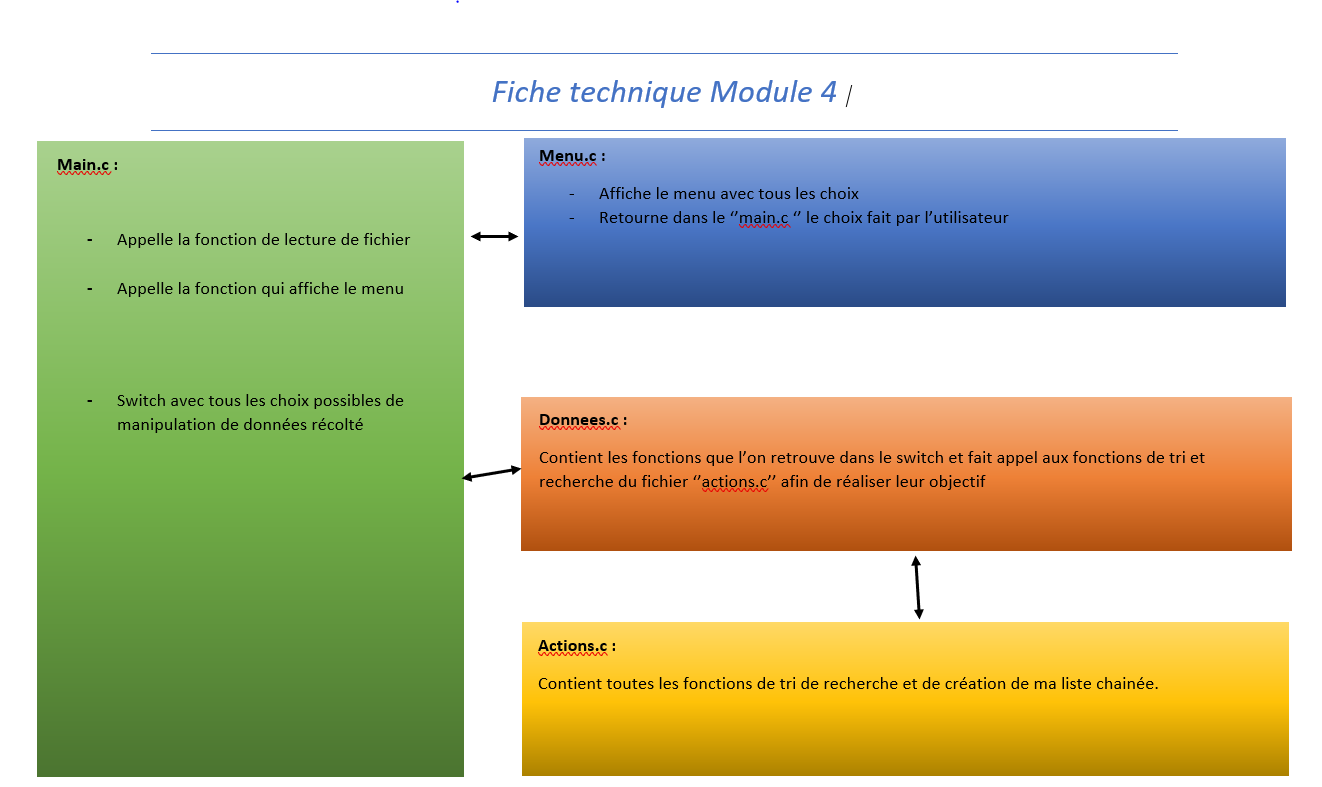 Fiche technique Module 4
Main.c :
- Appelle la fonction de lecture de fichier
- Appelle la fonction qui affiche le menu
- Switch avec tous les choix possibles de
manipulation de données récolté
Menu.c :
- Affiche le menu avec tous les choix
- Retourne dans le ‘’main.c ‘’ le choix fait par l’utilisateur
Donnees.c :
Contient les fonctions que l’on retrouve dans le switch et fait appel aux fonctions de tri et
recherche du fichier ‘’actions.c’’ afin de réaliser leur objectif
Actions.c :
Contient toutes les fonctions de tri de recherche et de création de ma liste chainée.